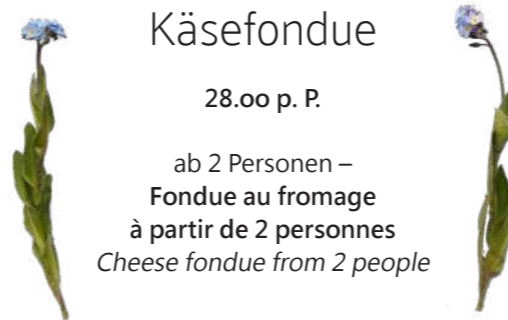 Käsefondue
28.oo p. P.
ab 2 Personen –
Fondue au fromage
à partir de 2 personnes
Cheese fondue from 2 people